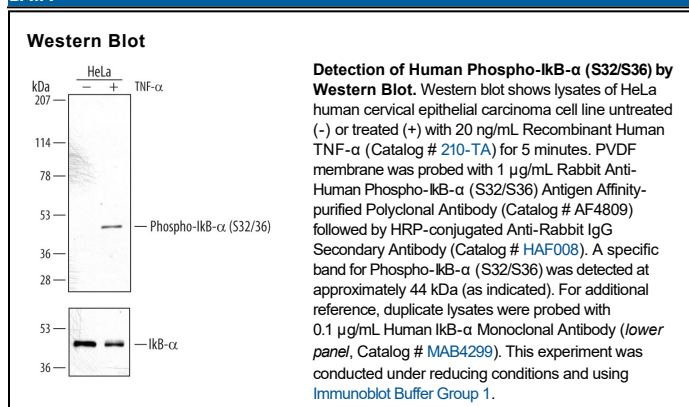 Western Blot
HeLa
kDa
–
+
TNF-α
207
114
78
53
Phospho-IkB-α (S32/36)
36
28
53
IkB-α
36
Detection of Human Phospho-IkB-α (S32/S36) by
Western Blot. Western blot shows lysates of HeLa
human cervical epithelial carcinoma cell line untreated
(-) or treated (+) with 20 ng/mL Recombinant Human
TNF-α (Catalog # 210-TA) for 5 minutes. PVDF
membrane was probed with 1 µg/mL Rabbit Anti-
Human Phospho-IkB-α (S32/S36) Antigen Affinity-
purified Polyclonal Antibody (Catalog # AF4809)
followed by HRP-conjugated Anti-Rabbit IgG
Secondary Antibody (Catalog # HAF008). A specific
band for Phospho-IkB-α (S32/S36) was detected at
approximately 44 kDa (as indicated). For additional
reference, duplicate lysates were probed with
0.1 µg/mL Human IkB-α Monoclonal Antibody (lower
panel, Catalog # MAB4299). This experiment was
conducted under reducing conditions and using
Immunoblot Buffer Group 1.